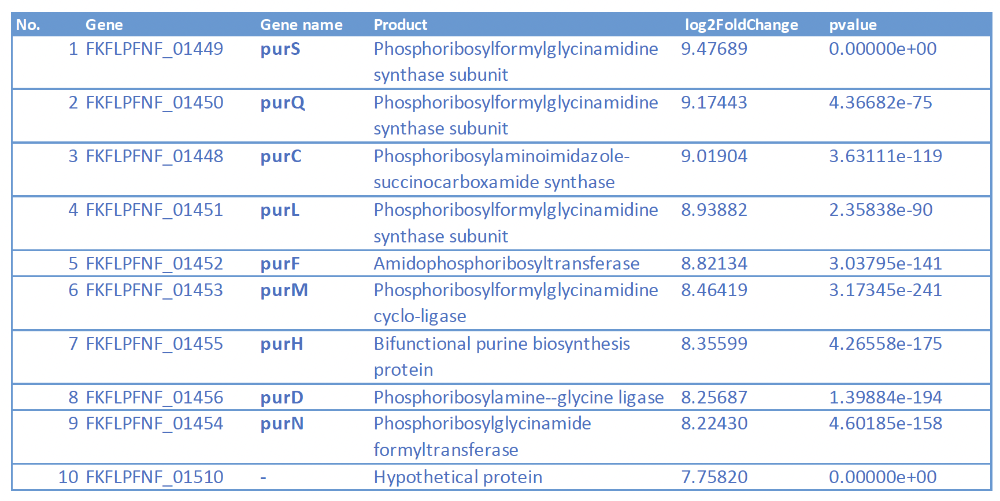 No. Gene Gene name Product log2FoldChange pvalue
1 FKFLPFNF_01449 purS Phosphoribosylformylglycinamidine 9.47689 0.00000e+00
synthase subunit
2 FKFLPFNF_01450 purQ Phosphoribosylformylglycinamidine 9.17443 4.36682e-75
synthase subunit
3 FKFLPFNF_01448 purC Phosphoribosylaminoimidazole- 9.01904 3.63111e-119
succinocarboxamide synthase
4 FKFLPFNF_01451 purL Phosphoribosylformylglycinamidine 8.93882 2.35838e-90
synthase subunit
5 FKFLPFNF_01452 purF Amidophosphoribosyltransferase 8.82134 3.03795e-141
6 FKFLPFNF_01453 purM Phosphoribosylformylglycinamidine 8.46419 3.17345e-241
cyclo-ligase
7 FKFLPFNF_01455 purH Bifunctional purine biosynthesis 8.35599 4.26558e-175
protein
8 FKFLPFNF_01456 purD Phosphoribosylamine--glycine ligase 8.25687 1.39884e-194
9 FKFLPFNF_01454 purN Phosphoribosylglycinamide 8.22430 4.60185e-158
formyltransferase
10 FKFLPFNF_01510 - Hypothetical protein 7.75820 0.00000e+00